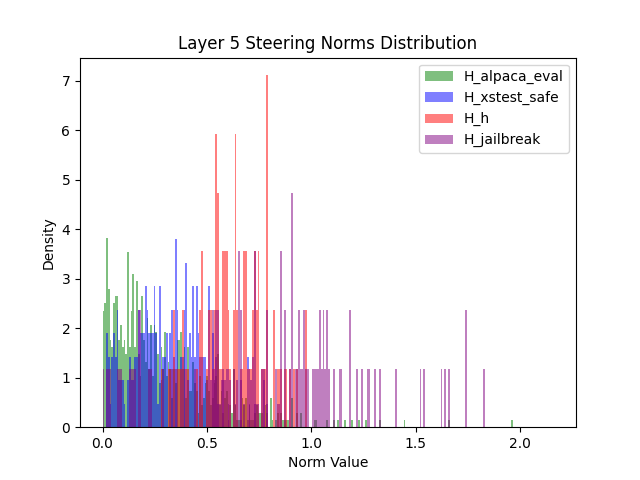 Layer 5 Steering Norms Distribution
H_alpaca_eval
H_xstest_safe
H_h
H_jailbreak
7
6
5
4
3
2
1
0
Density
0.0 0.5 1.0 1.5 2.0
Norm Value